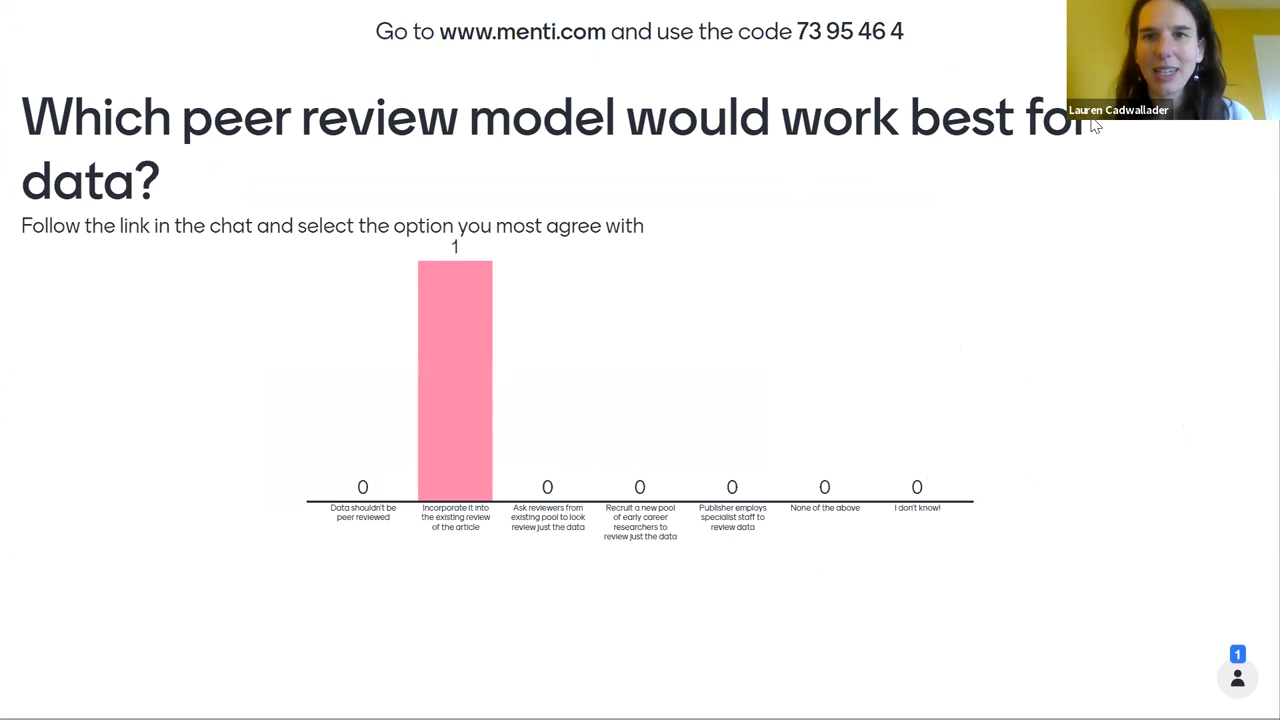 Go to www.menti.com and use the code 73 95 46 4
Lauren Cadwallader
Which peer review model would work best for
data?
Follow the link in the chat and select the option you most agree with
1
0
0
0
0
0
0
Data shouldn't be
peer reviewed
Incorporate it into
the existing review
of the article
Ask reviewers from
existing pool to look
review just the data
Recruit a new pool
of early career
researchers to
review just the data
Publisher employs
specialist staff to
review data
None of the above
I don't know!
1